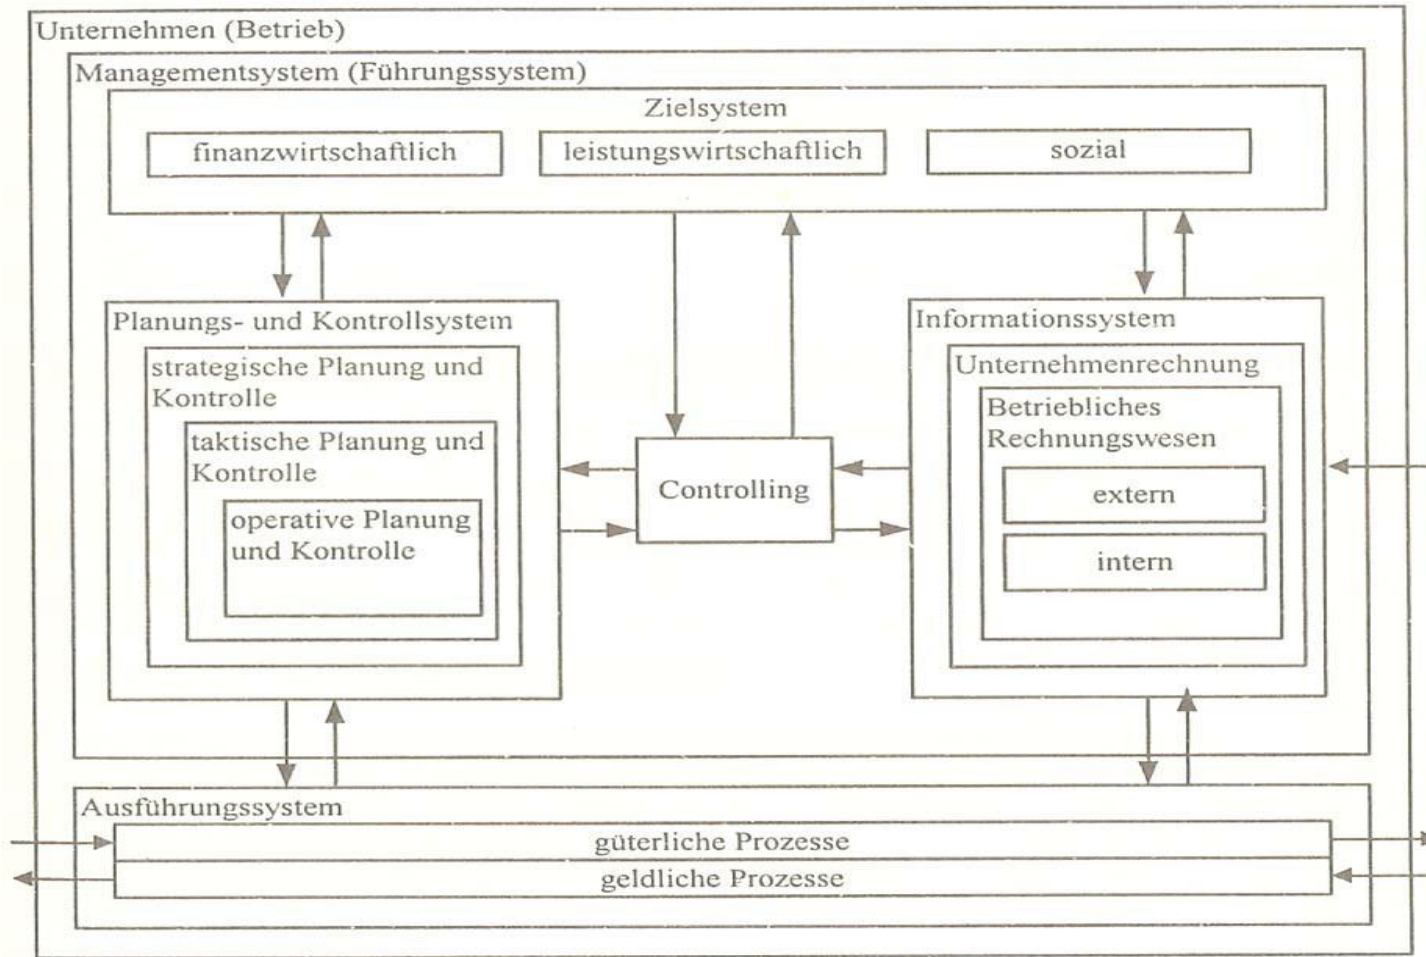 Unternehmen (Betrieb)
Managementsystem (Führungssystem)
Zielsystem
finanzwirtschaftlich
leistungswirtschaftlich
sozial
Planungs- und Kontrollsystem
strategische Planung und
Kontrolle
taktische Planung und
Kontrolle
operative Planung
und Kontrolle
Controlling
Informationssystem
Unternehmenrechnung
Betriebliches
Rechnungswesen
extern
intern
Ausführungssystem
güterliche Prozesse
geldliche Prozesse